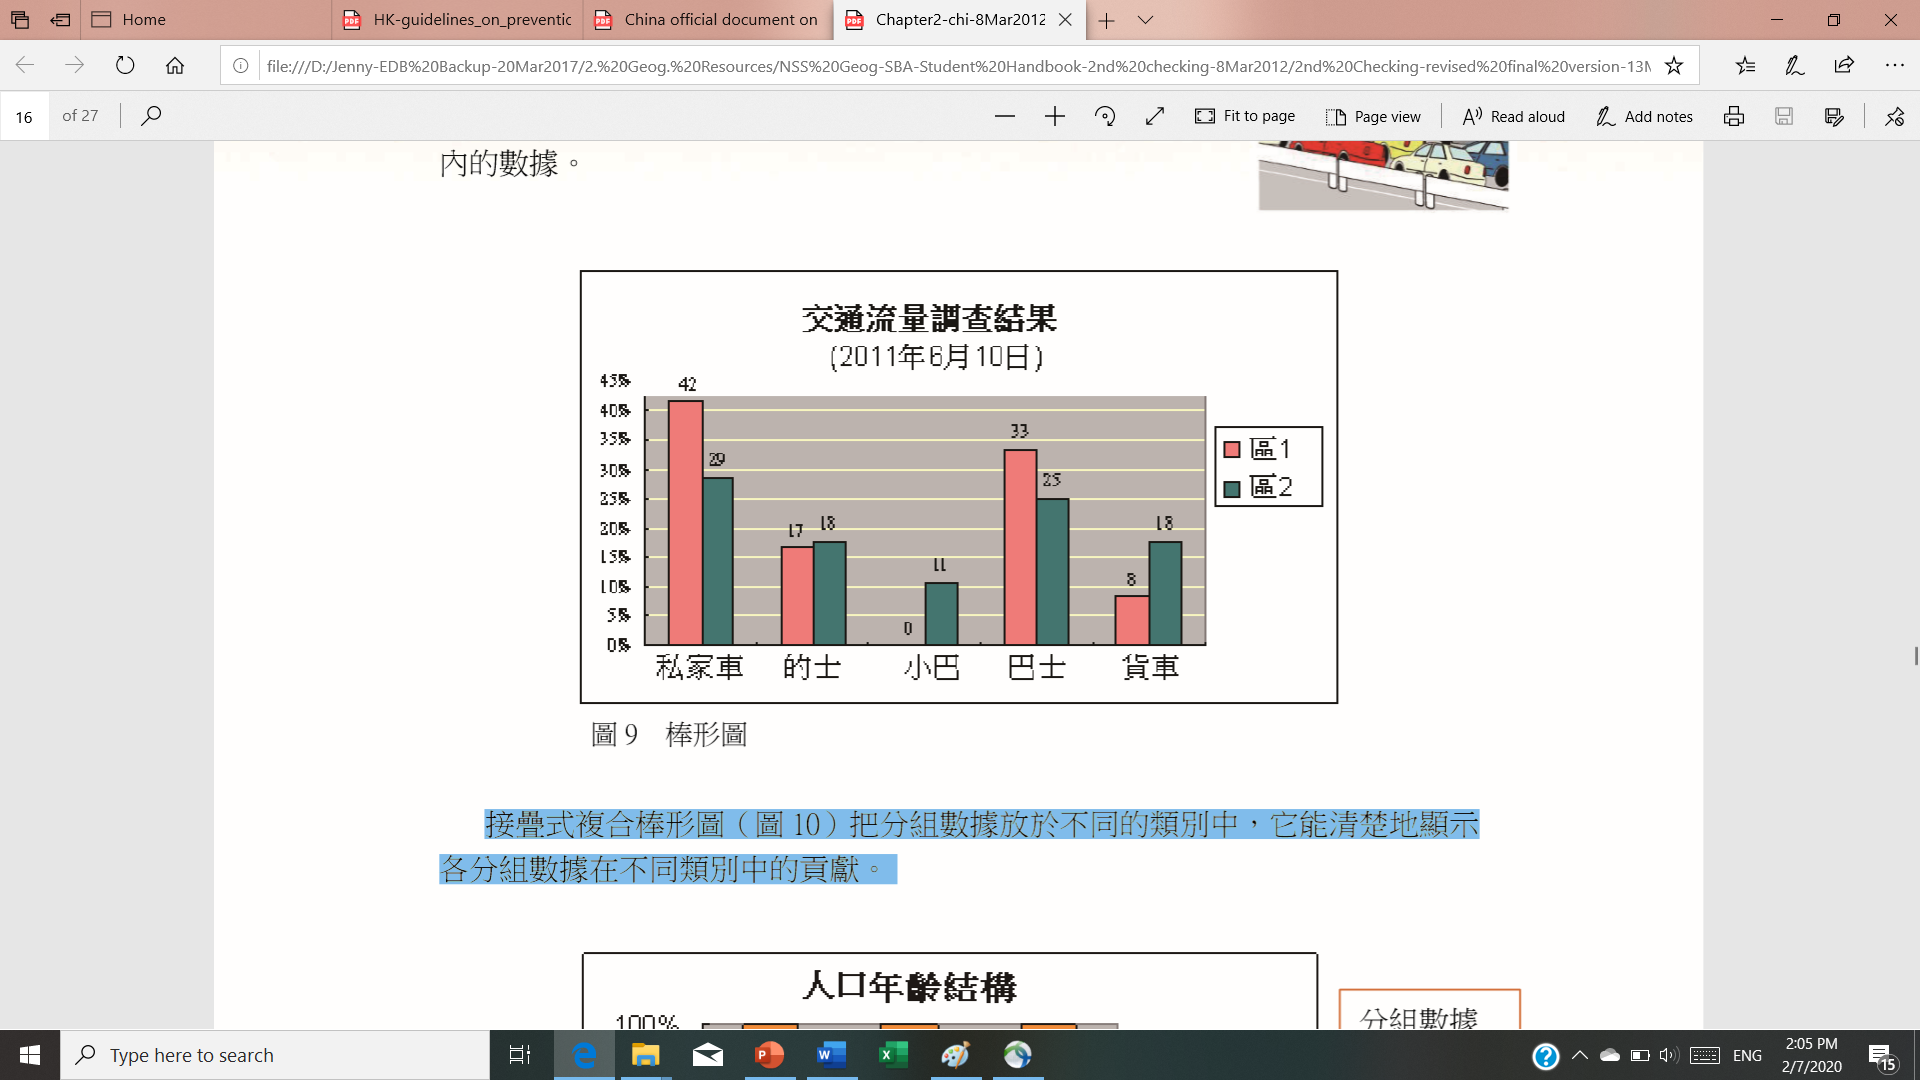 Home
HK-guidelines_on_preventic
China official document on
Chapter2-chi-8Mar2012
file:///D:/Jenny-EDB%20Backup-20Mar2017/2.%20Geog.%20Resources/NSS%20Geog-SBA-Student%20Handbook-2nd%20checking-8Mar2012/2nd%20Checking-revised%20final%20version-13M
16 of 27
Fit to page
Page view
Read aloud
Add notes
內的數據。
交通流量調查結果
(2011年6月10日)
45%
40%
35%
30%
25%
20%
15%
10%
5%
0%
42
29
17
18
0
11
33
25
8
18
私家車 的士 小巴 巴士 貨車
區1
區2
圖 9 棒形圖
接疊式複合棒形圖（圖 10）把分組數據放於不同的類別中，它能清楚地顯示
各分組數據在不同類別中的貢獻。
人口年齡結構
100%
分組數據
Type here to search
ENG
2:05 PM
2/7/2020
15